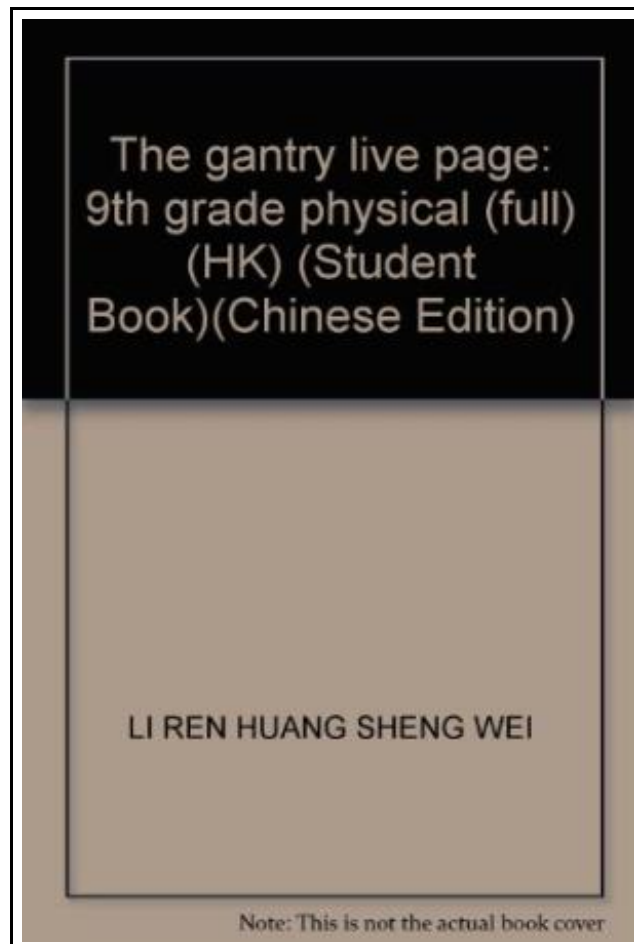 The gantry live page:
9th grade physical (full)
(HK) (Student
Book)(Chinese Edition)
LI REN HUANG SHENG WEI
Note: This is not the actual book cover